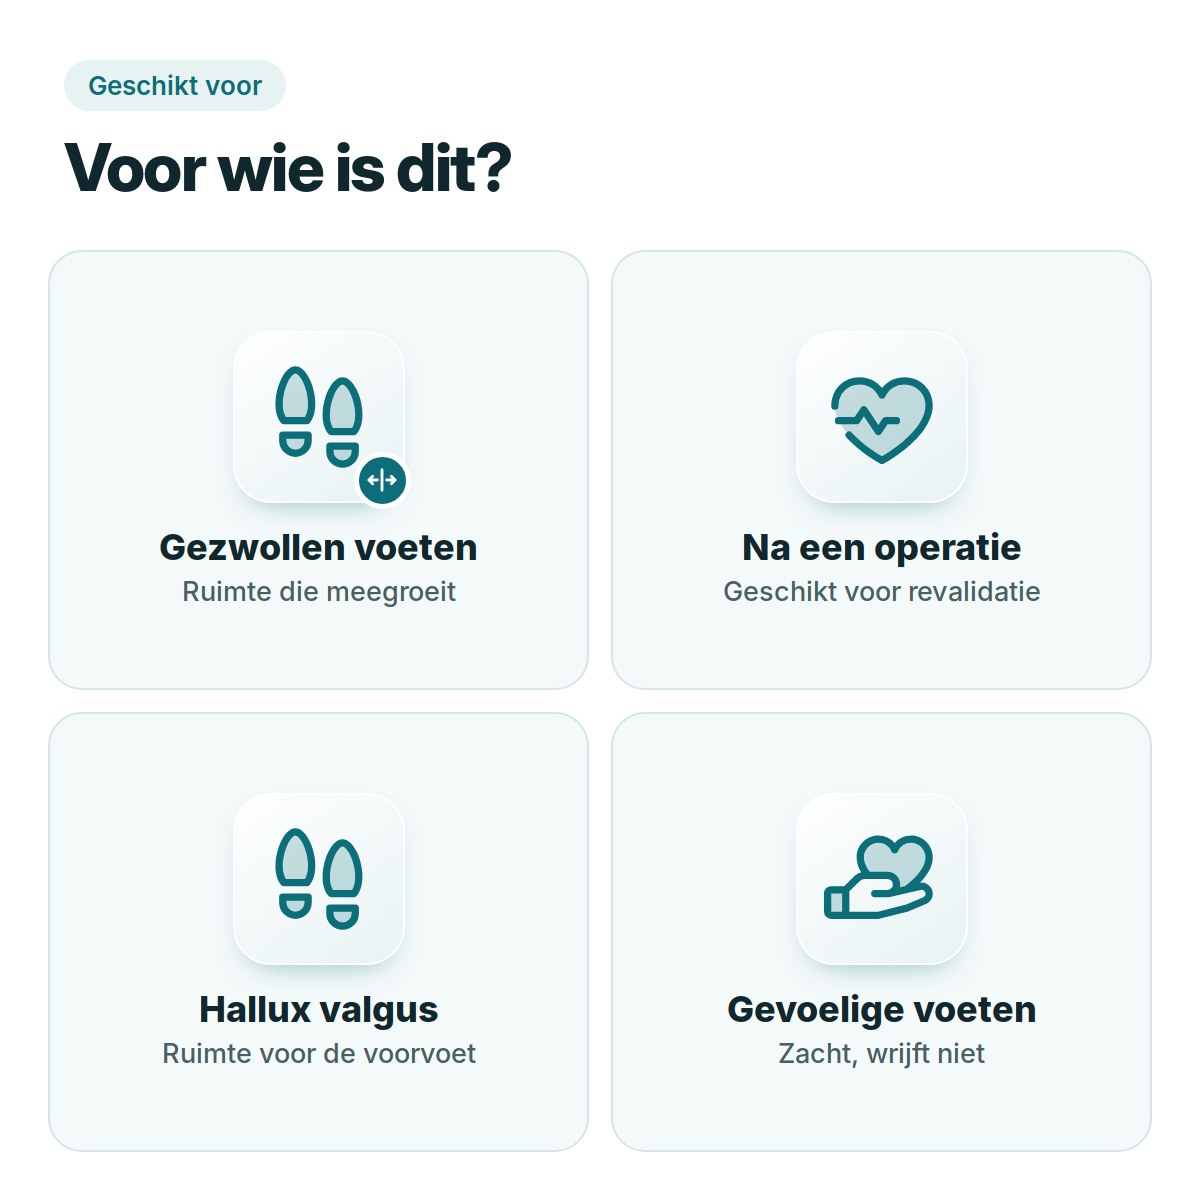 Geschikt voor
Voor wie is dit?
Gezwollen voeten
Ruimte die meegroeit
Na een operatie
Geschikt voor revalidatie
Hallux valgus
Ruimte voor de voorvoet
Gevoelige voeten
Zacht, wrijft niet